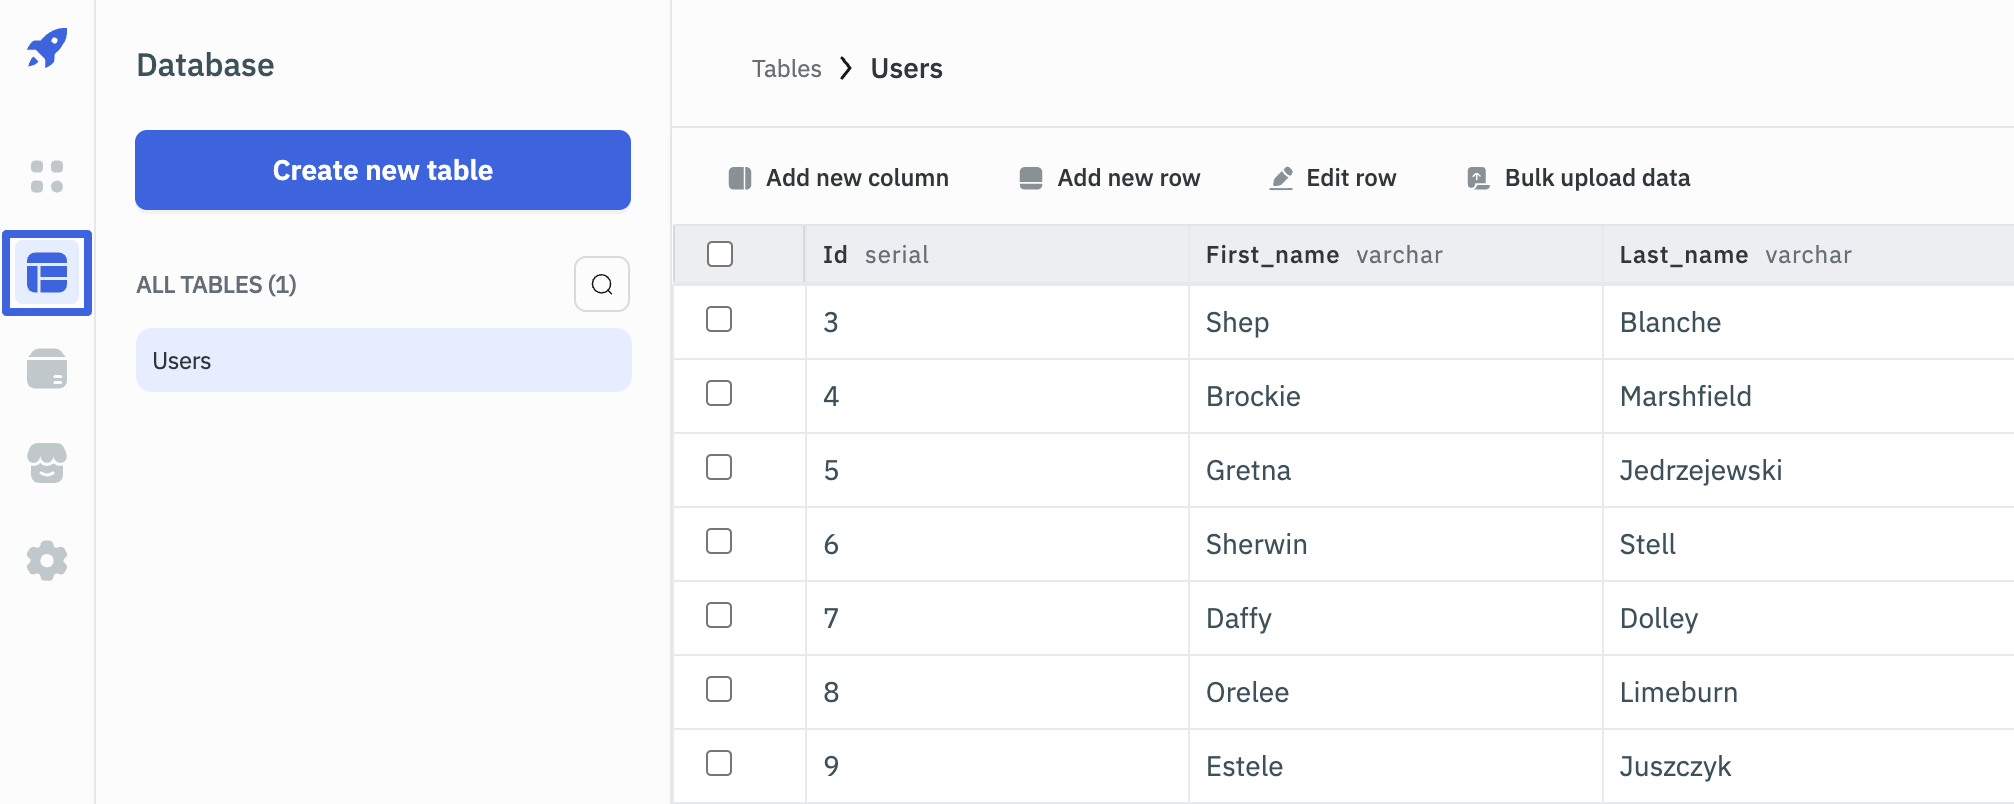 Database
Create new table
ALL TABLES (1)
Users
Tables > Users
Add new column Add new row Edit row Bulk upload data
Id serial First_name varchar Last_name varchar
3 Shep Blanche
4 Brockie Marshfield
5 Gretna Jedrzejewski
6 Sherwin Stell
7 Daffy Dolley
8 Orelee Limeburn
9 Estele Juszczyk